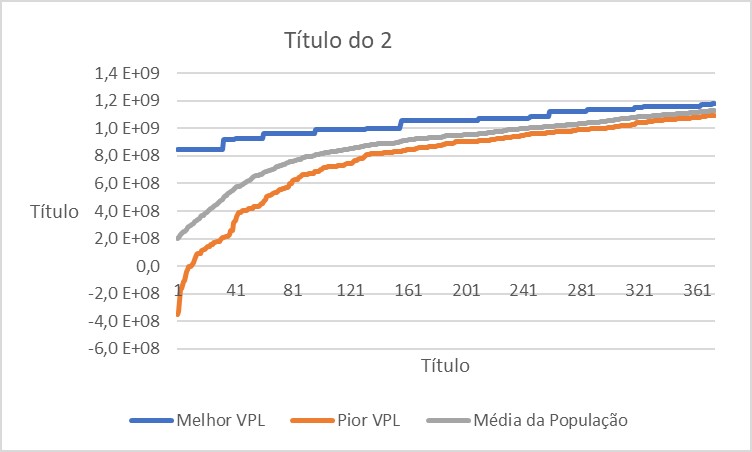 Título do 2
1,4 E+09
1,2 E+09
1,0 E+09
8,0 E+08
6,0 E+08
4,0 E+08
2,0 E+08
0,0
-2,0 E+08
-4,0 E+08
-6,0 E+08
Título
1 41 81 121 161 201 241 281 321 361
Título
Melhor VPL Pior VPL Média da População